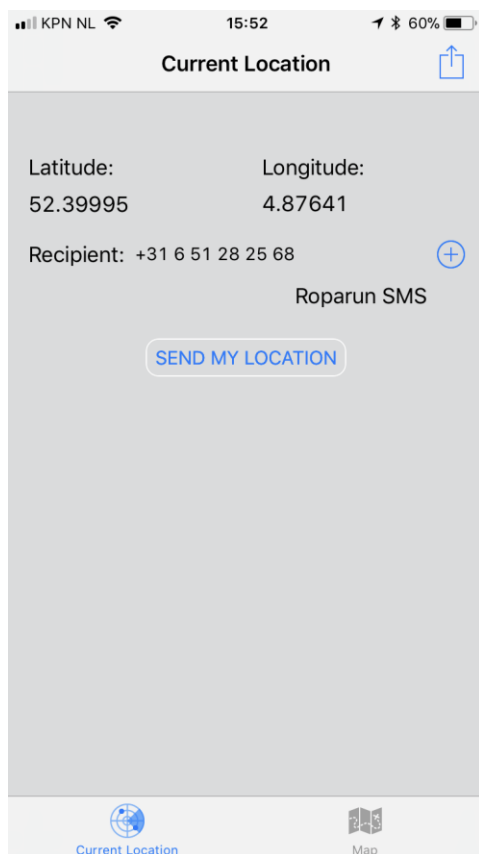 KPN NL 15:52 60%
Current Location
Latitude: Longitude:
52.39995 4.87641
Recipient: +31 6 51 28 25 68
Roparun SMS
SEND MY LOCATION
Current Location Map